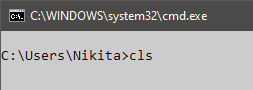 C:\WINDOWS\system32\cmd.exe
C:\Users\Nikita>cls